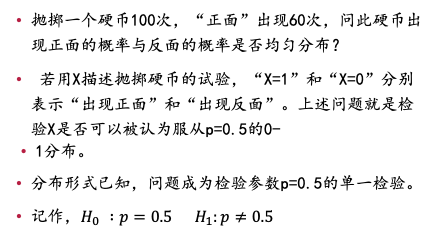 • 抛掷一个硬币100次，“正面”出现60次，问此硬币出
现正面的概率与反面的概率是否均匀分布？
• 若用X描述抛掷硬币的试验，“X=1”和“X=0”分别
表示“出现正面”和“出现反面”。上述问题就是检
验X是否可以被认为服从p=0.5的0-
• 1分布。
• 分布形式已知，问题成为检验参数p=0.5的单一检验。
• 记作，H₀ ：p = 0.5 H₁: p ≠ 0.5